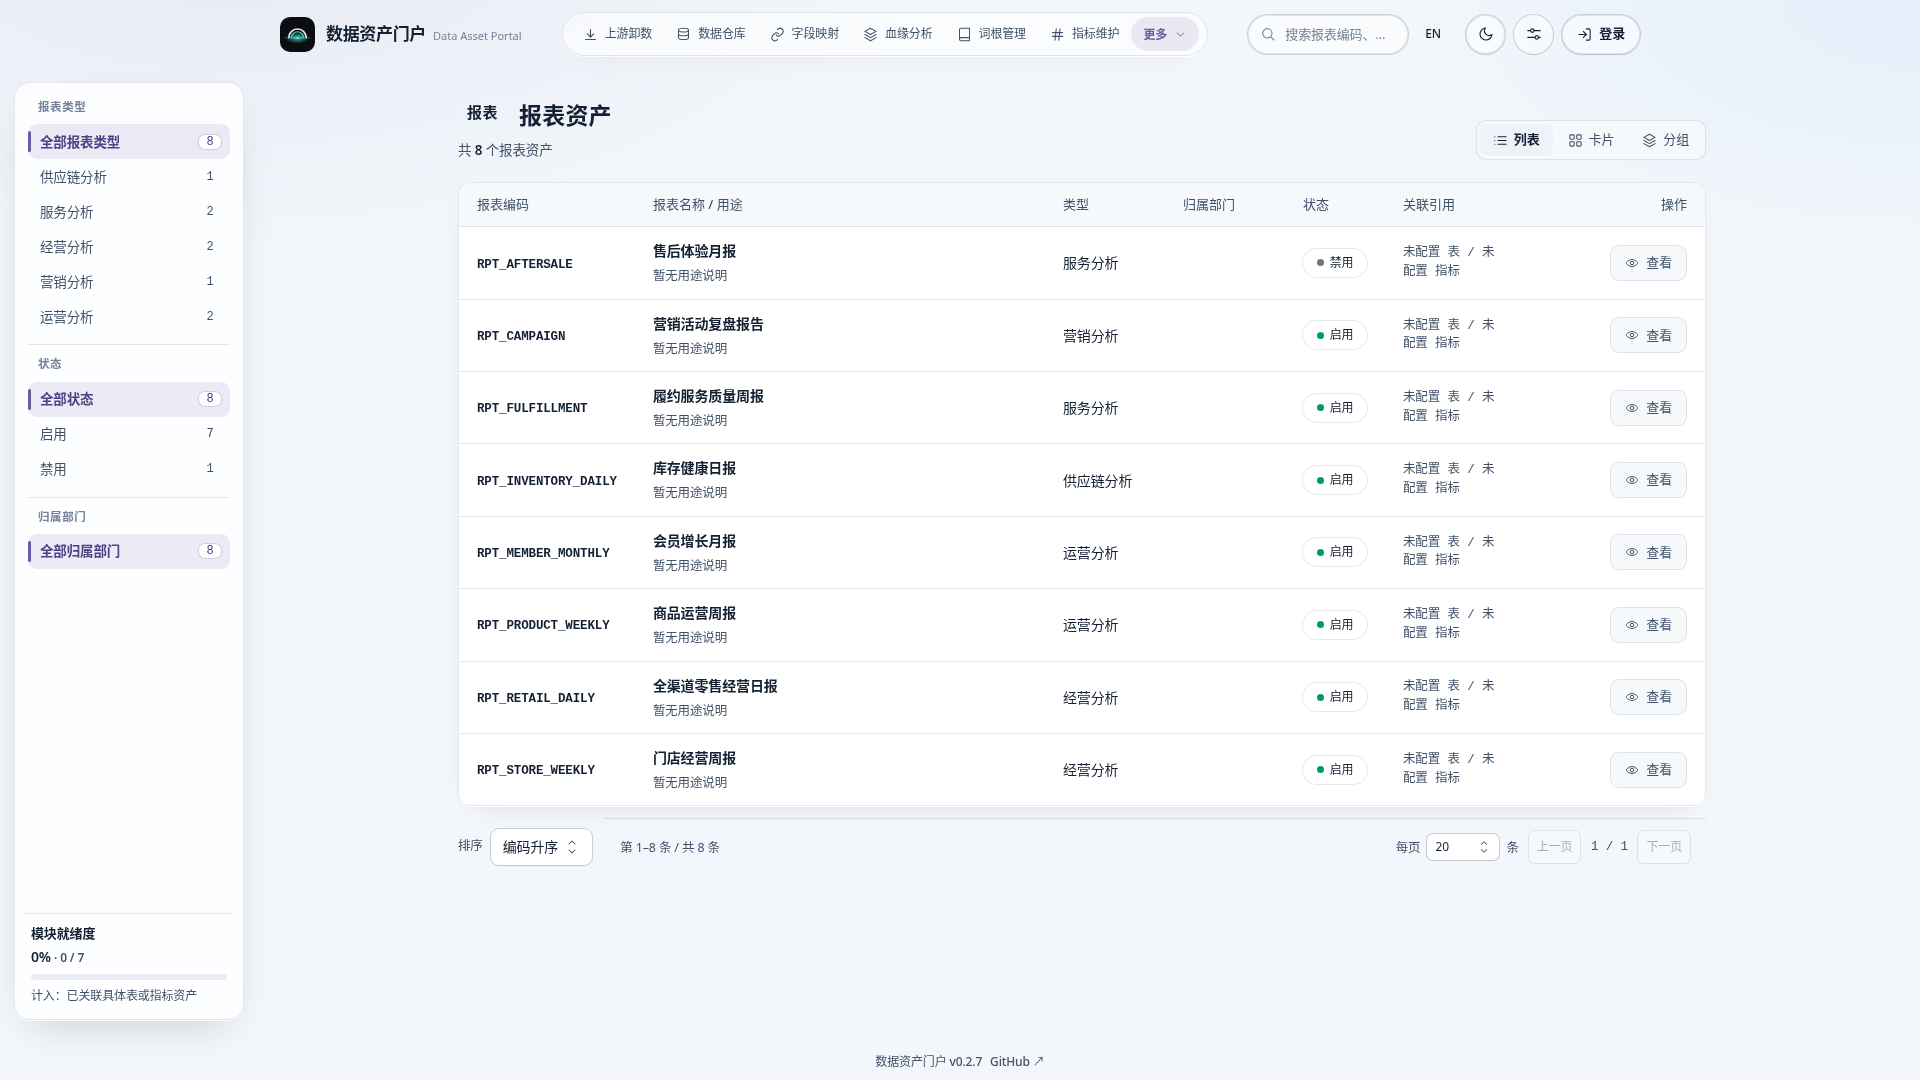 数据资产门户 Data Asset Portal 上游卸数 数据仓库 字段映射 血缘分析 词根管理 指标维护 更多 搜索报表编码、... EN 登录
报表类型
全部报表类型 8
供应链分析 1
服务分析 2
经营分析 2
营销分析 1
运营分析 2
状态
全部状态 8
启用 7
禁用 1
归属部门
全部归属部门 8
模块就绪度
0% · 0 / 7
计入：已关联具体表或指标资产
报表 报表资产
共 8 个报表资产
列表 卡片 分组
报表编码 报表名称 / 用途 类型 归属部门 状态 关联引用 操作
RPT_AFTERSALE 售后体验月报 服务分析 禁用 未配置 表 / 未 查看
暂无用途说明 配置 指标
RPT_CAMPAIGN 营销活动复盘报告 营销分析 启用 未配置 表 / 未 查看
暂无用途说明 配置 指标
RPT_FULFILLMENT 履约服务质量周报 服务分析 启用 未配置 表 / 未 查看
暂无用途说明 配置 指标
RPT_INVENTORY_DAILY 库存健康日报 供应链分析 启用 未配置 表 / 未 查看
暂无用途说明 配置 指标
RPT_MEMBER_MONTHLY 会员增长月报 运营分析 启用 未配置 表 / 未 查看
暂无用途说明 配置 指标
RPT_PRODUCT_WEEKLY 商品运营周报 运营分析 启用 未配置 表 / 未 查看
暂无用途说明 配置 指标
RPT_RETAIL_DAILY 全渠道零售经营日报 经营分析 启用 未配置 表 / 未 查看
暂无用途说明 配置 指标
RPT_STORE_WEEKLY 门店经营周报 经营分析 启用 未配置 表 / 未 查看
暂无用途说明 配置 指标
排序 编码升序 第 1–8 条 / 共 8 条 每页 20 条 上一页 1 / 1 下一页
数据资产门户 v0.2.7 GitHub ↗